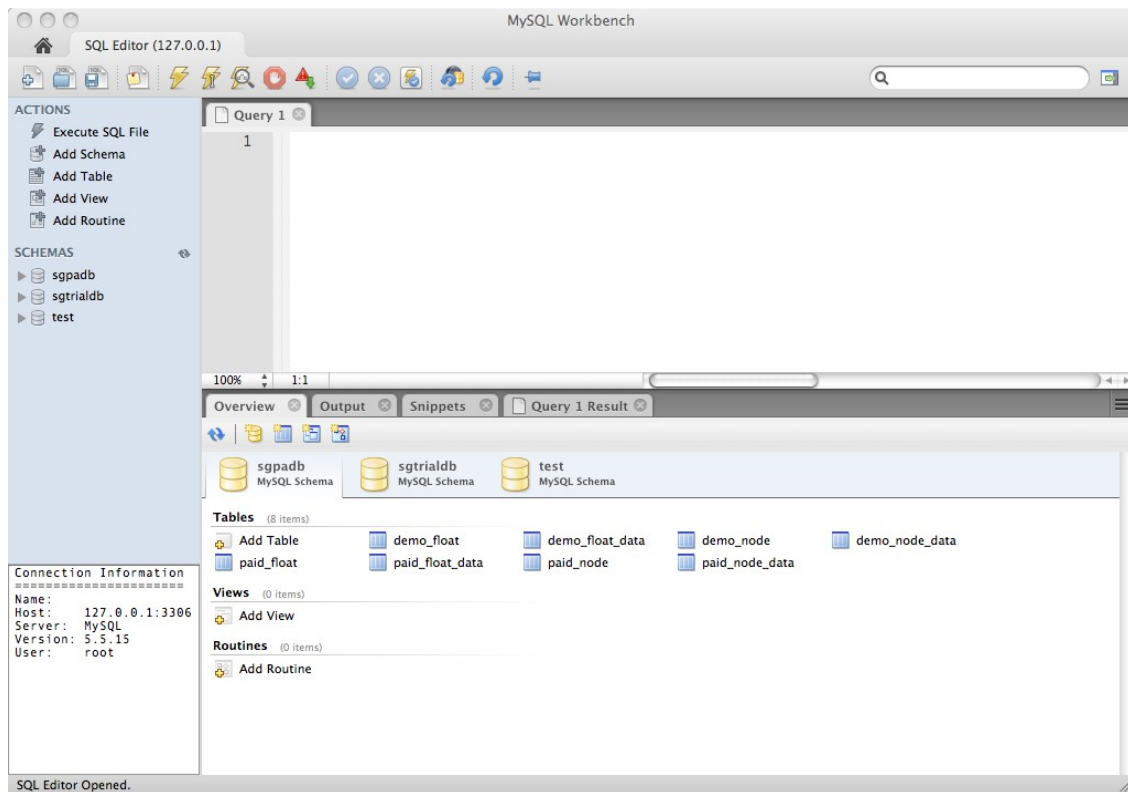 MySQL Workbench
SQL Editor (127.0.0.1)
ACTIONS
Execute SQL File
Add Schema
Add Table
Add View
Add Routine
SCHEMAS
sgpadb
sgtrialdb
test
Query 1
1
100% 1:1
Overview Output Snippets Query 1 Result
sgpadb sgtrialdb test
MySQL Schema MySQL Schema MySQL Schema
Tables (8 items)
Add Table demo_float demo_float_data demo_node demo_node_data
paid_float paid_float_data paid_node paid_node_data
Views (0 items)
Add View
Routines (0 items)
Add Routine
Connection Information
======================
Name:
Host: 127.0.0.1:3306
Server: MySQL
Version: 5.5.15
User: root
SQL Editor Opened.